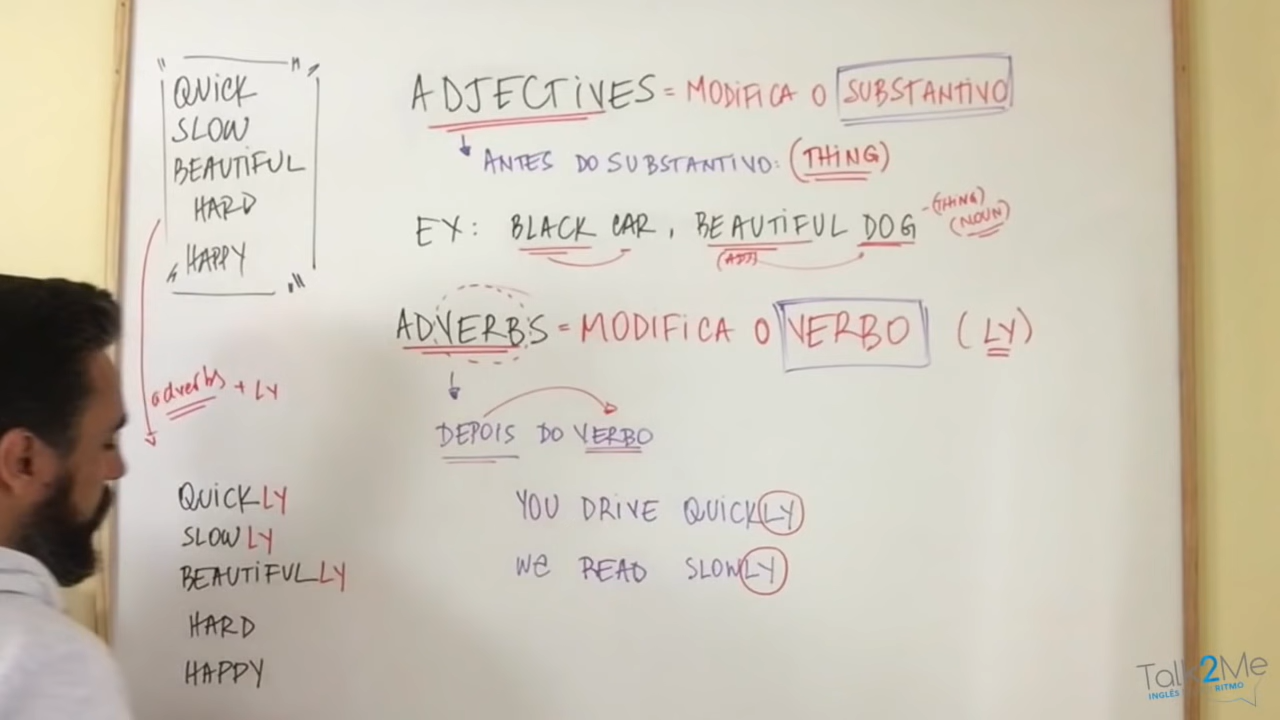 QUICK
SLOW
BEAUTIFUL
HARD
HAPPY
adverbs + LY
QUICKLY
SLOWLY
BEAUTIFULLY
HARD
HAPPY
ADJECTIVES = MODIFICA O SUBSTANTIVO
ANTES DO SUBSTANTIVO: (THING)
EX: BLACK CAR, BEAUTIFUL DOG - (THING)
(NOUN)
(ADJ)
ADVERBS = MODIFICA O VERBO (LY)
DEPOIS DO VERBO
YOU DRIVE QUICKLY
WE READ SLOWLY
Talk2Me
INGLÊS RITMO